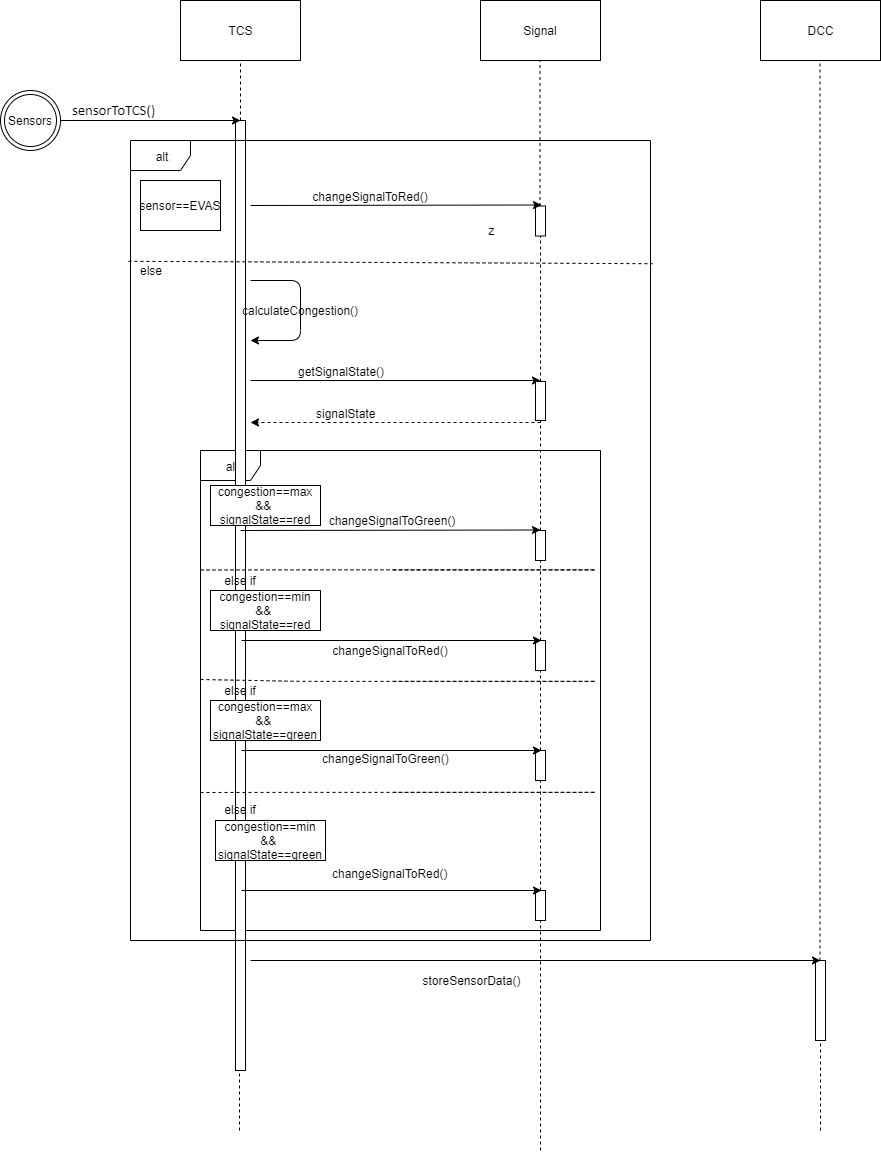 TCS
Signal
DCC
Sensors
sensorToTCS()
alt
sensor==EVAS
changeSignalToRed()
z
else
calculateCongestion()
getSignalState()
signalState
al
congestion==max
&&
signalState==red
changeSignalToGreen()
else if
congestion==min
&&
signalState==red
changeSignalToRed()
else if
congestion==max
&&
signalState==green
changeSignalToGreen()
else if
congestion==min
&&
signalState==green
changeSignalToRed()
storeSensorData()